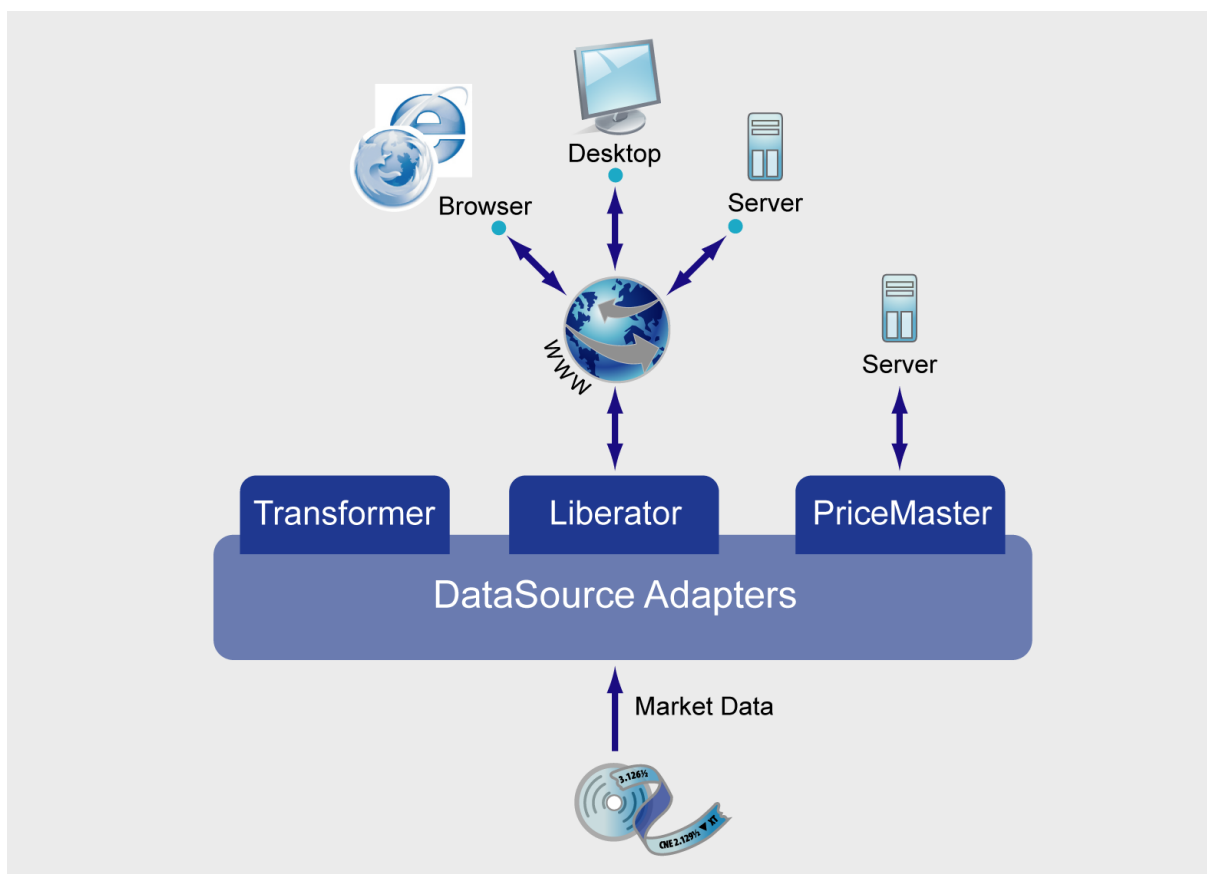 Desktop
Browser
Server
WWW
Server
Transformer
Liberator
PriceMaster
DataSource Adapters
Market Data
3.126½
CNE 2.129½ ▼ XT